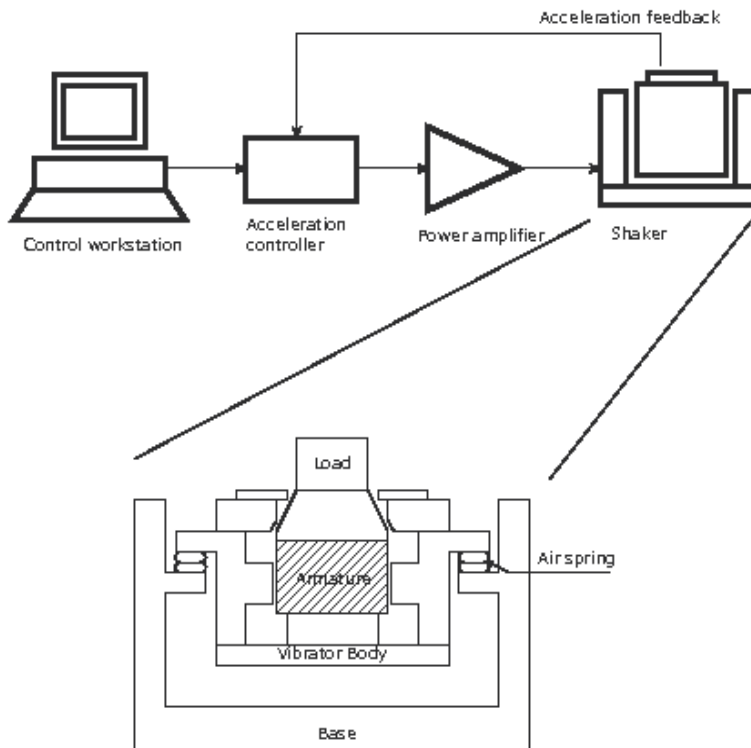 Acceleration feedback
Control workstation
Acceleration
controller
Power amplifier
Shaker
Load
Air spring
Armature
Vibrator Body
Base